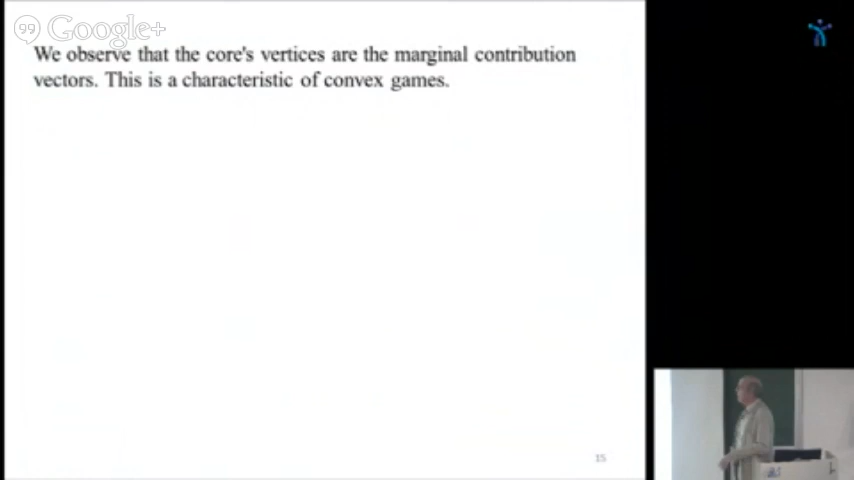 Google+
We observe that the core's vertices are the marginal contribution
vectors. This is a characteristic of convex games.
15